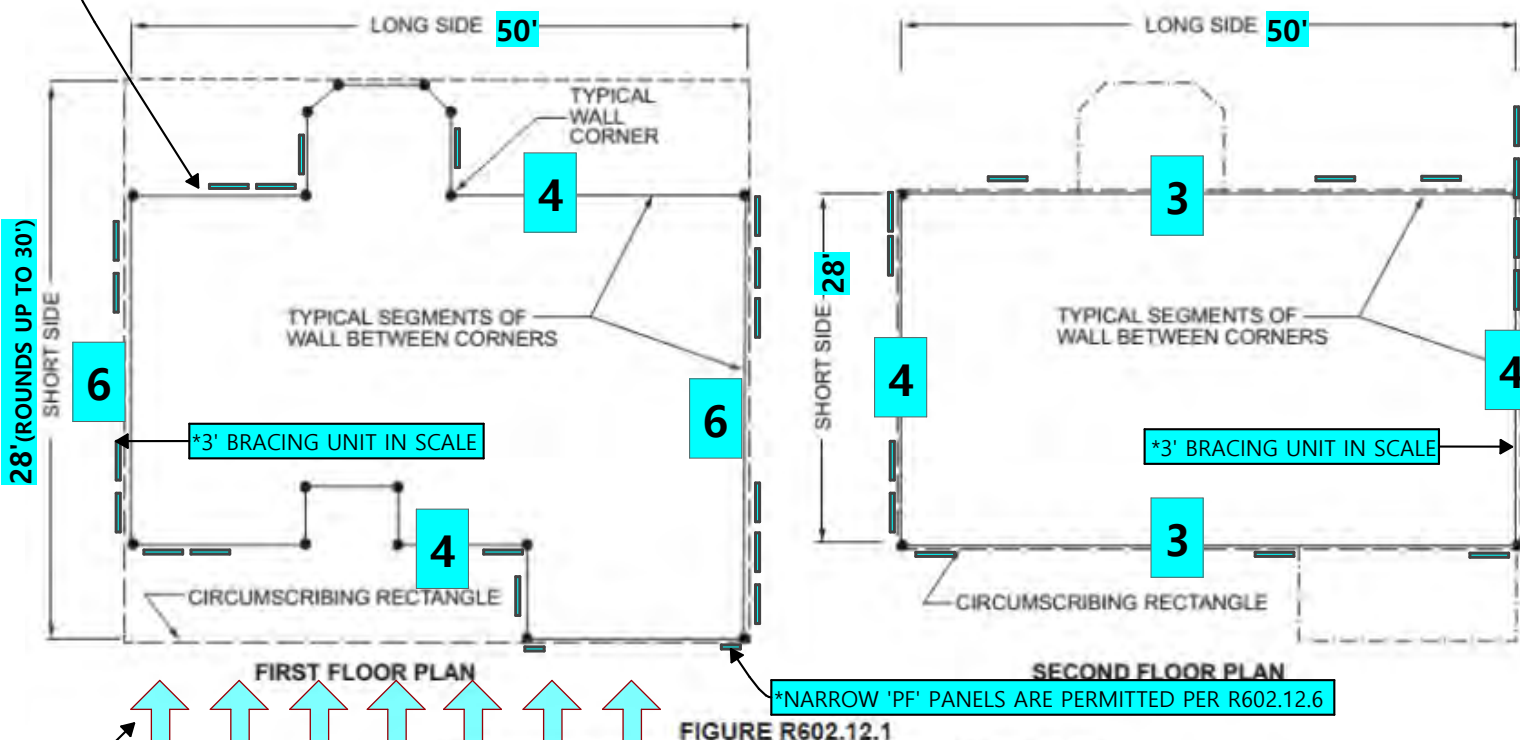 LONG SIDE 50'
TYPICAL
WALL
CORNER
4
28' (ROUNDS UP TO 30')
SHORT SIDE
TYPICAL SEGMENTS OF
WALL BETWEEN CORNERS
6
6
*3' BRACING UNIT IN SCALE
4
CIRCUMSCRIBING RECTANGLE
FIRST FLOOR PLAN
LONG SIDE 50'
3
28'
SHORT SIDE
TYPICAL SEGMENTS OF
WALL BETWEEN CORNERS
4
4
*3' BRACING UNIT IN SCALE
3
CIRCUMSCRIBING RECTANGLE
SECOND FLOOR PLAN
*NARROW 'PF' PANELS ARE PERMITTED PER R602.12.6
FIGURE R602.12.1